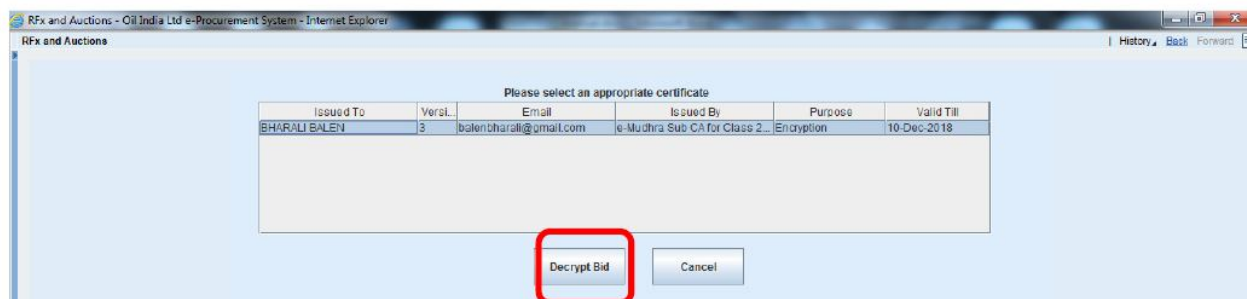 RFx and Auctions - Oil India Ltd e-Procurement System - Internet Explorer
RFx and Auctions | History Back Forward
Please select an appropriate certificate
Issued To Versi... Email Issued By Purpose Valid Till
BHARALI BALEN 3 balenbharali@gmail.com e-Mudhra Sub CA for Class 2... Encryption 10-Dec-2018
Decrypt Bid Cancel